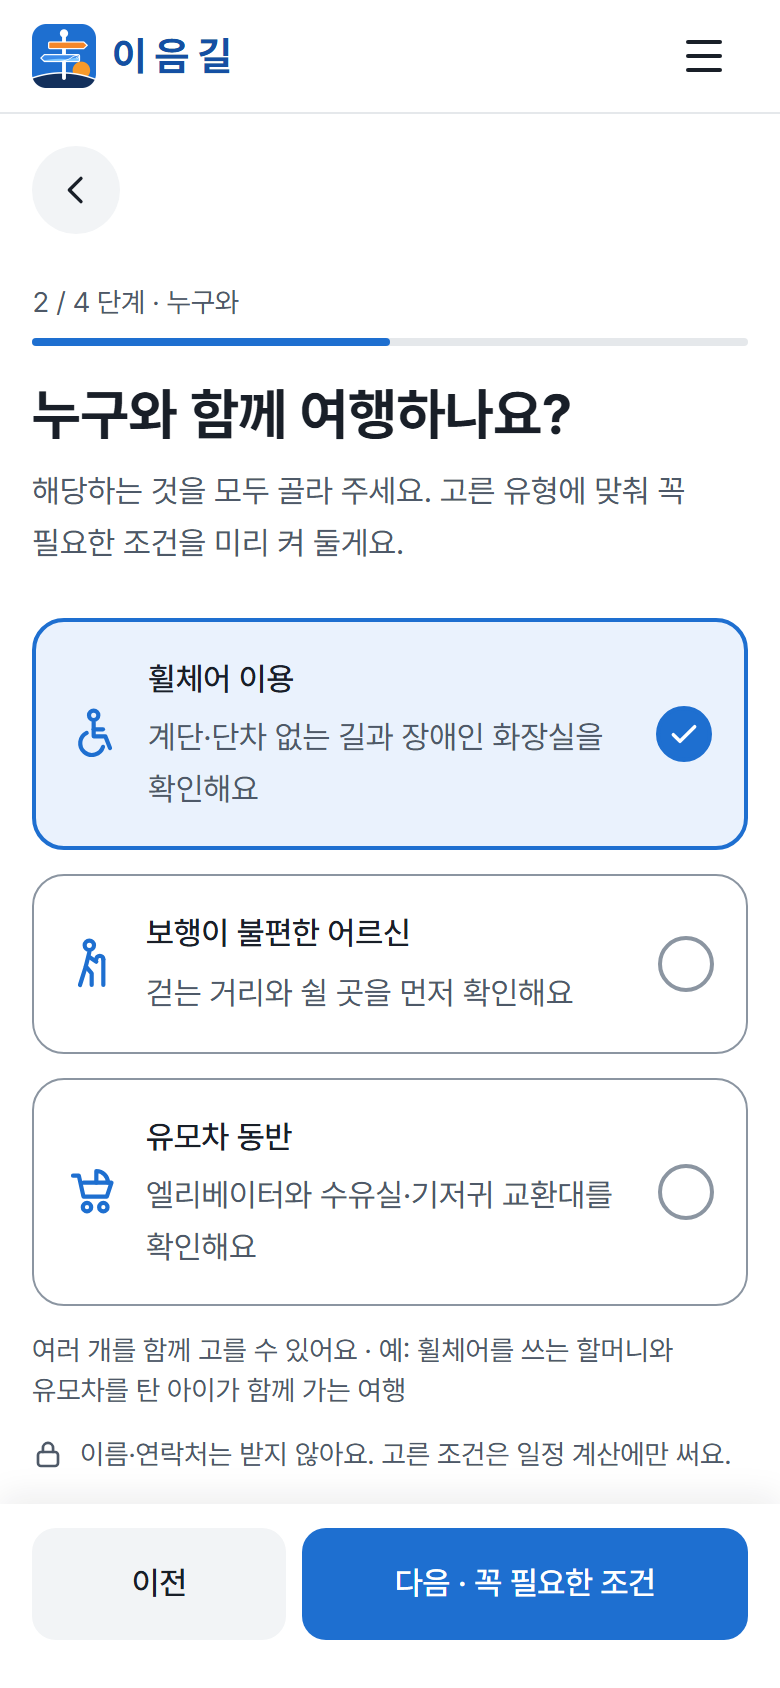 이음길
2 / 4 단계 · 누구와
누구와 함께 여행하나요?
해당하는 것을 모두 골라 주세요. 고른 유형에 맞춰 꼭
필요한 조건을 미리 켜 둘게요.
휠체어 이용
계단·단차 없는 길과 장애인 화장실을
확인해요
보행이 불편한 어르신
걷는 거리와 쉴 곳을 먼저 확인해요
유모차 동반
엘리베이터와 수유실·기저귀 교환대를
확인해요
여러 개를 함께 고를 수 있어요 · 예: 휠체어를 쓰는 할머니와
유모차를 탄 아이가 함께 가는 여행
이름·연락처는 받지 않아요. 고른 조건은 일정 계산에만 써요.
이전
다음 · 꼭 필요한 조건